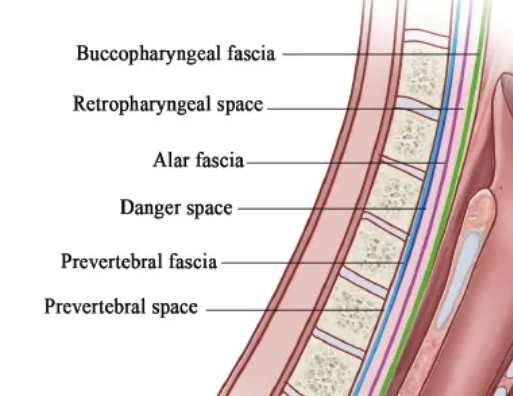 Buccopharyngeal fascia
Retropharyngeal space
Alar fascia
Danger space
Prevertebral fascia
Prevertebral space